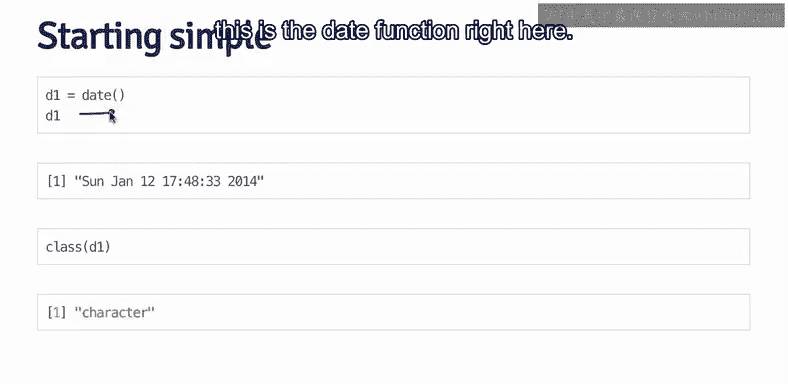 Starting simple
this is the date function right here.
d1 = date()
d1
[1] "Sun Jan 12 17:48:33 2014"
class(d1)
[1] "character"